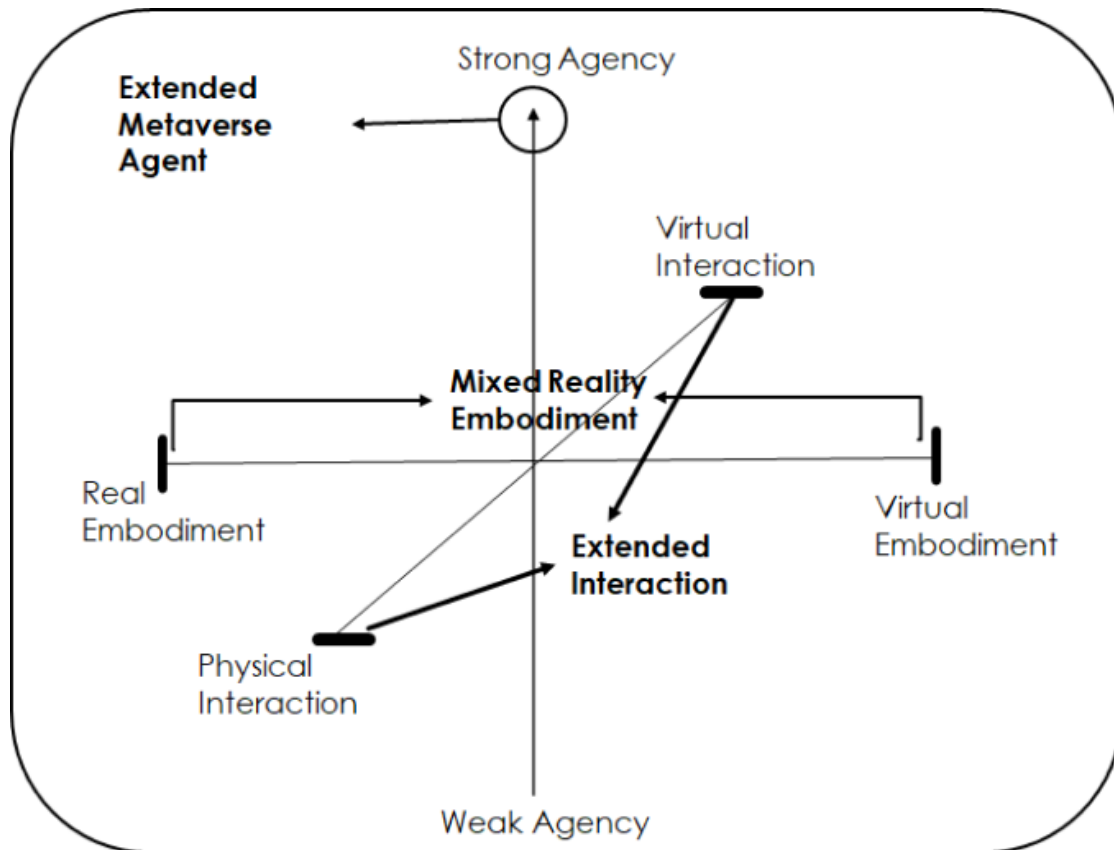 Strong Agency
Extended
Metaverse
Agent
Virtual
Interaction
Mixed Reality
Embodiment
Real
Embodiment
Virtual
Embodiment
Extended
Interaction
Physical
Interaction
Weak Agency